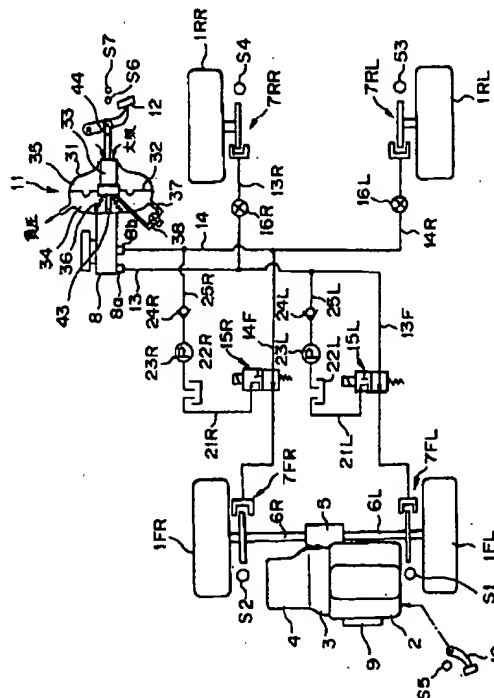 11
35
31
33
44
S7
S6
12
大気
32
37
38
負圧
34
36
43
8
8b
8a
13
14
1RR
7RR
S4
13R
16R
7RL
S3
1RL
16L
14R
24R
25R
23R
22R
15R
14F
21R
24L
25L
23L
22L
15L
13F
21L
7FR
1FR
S2
6R
5
6L
7FL
1FL
S1
4
3
2
9
S5